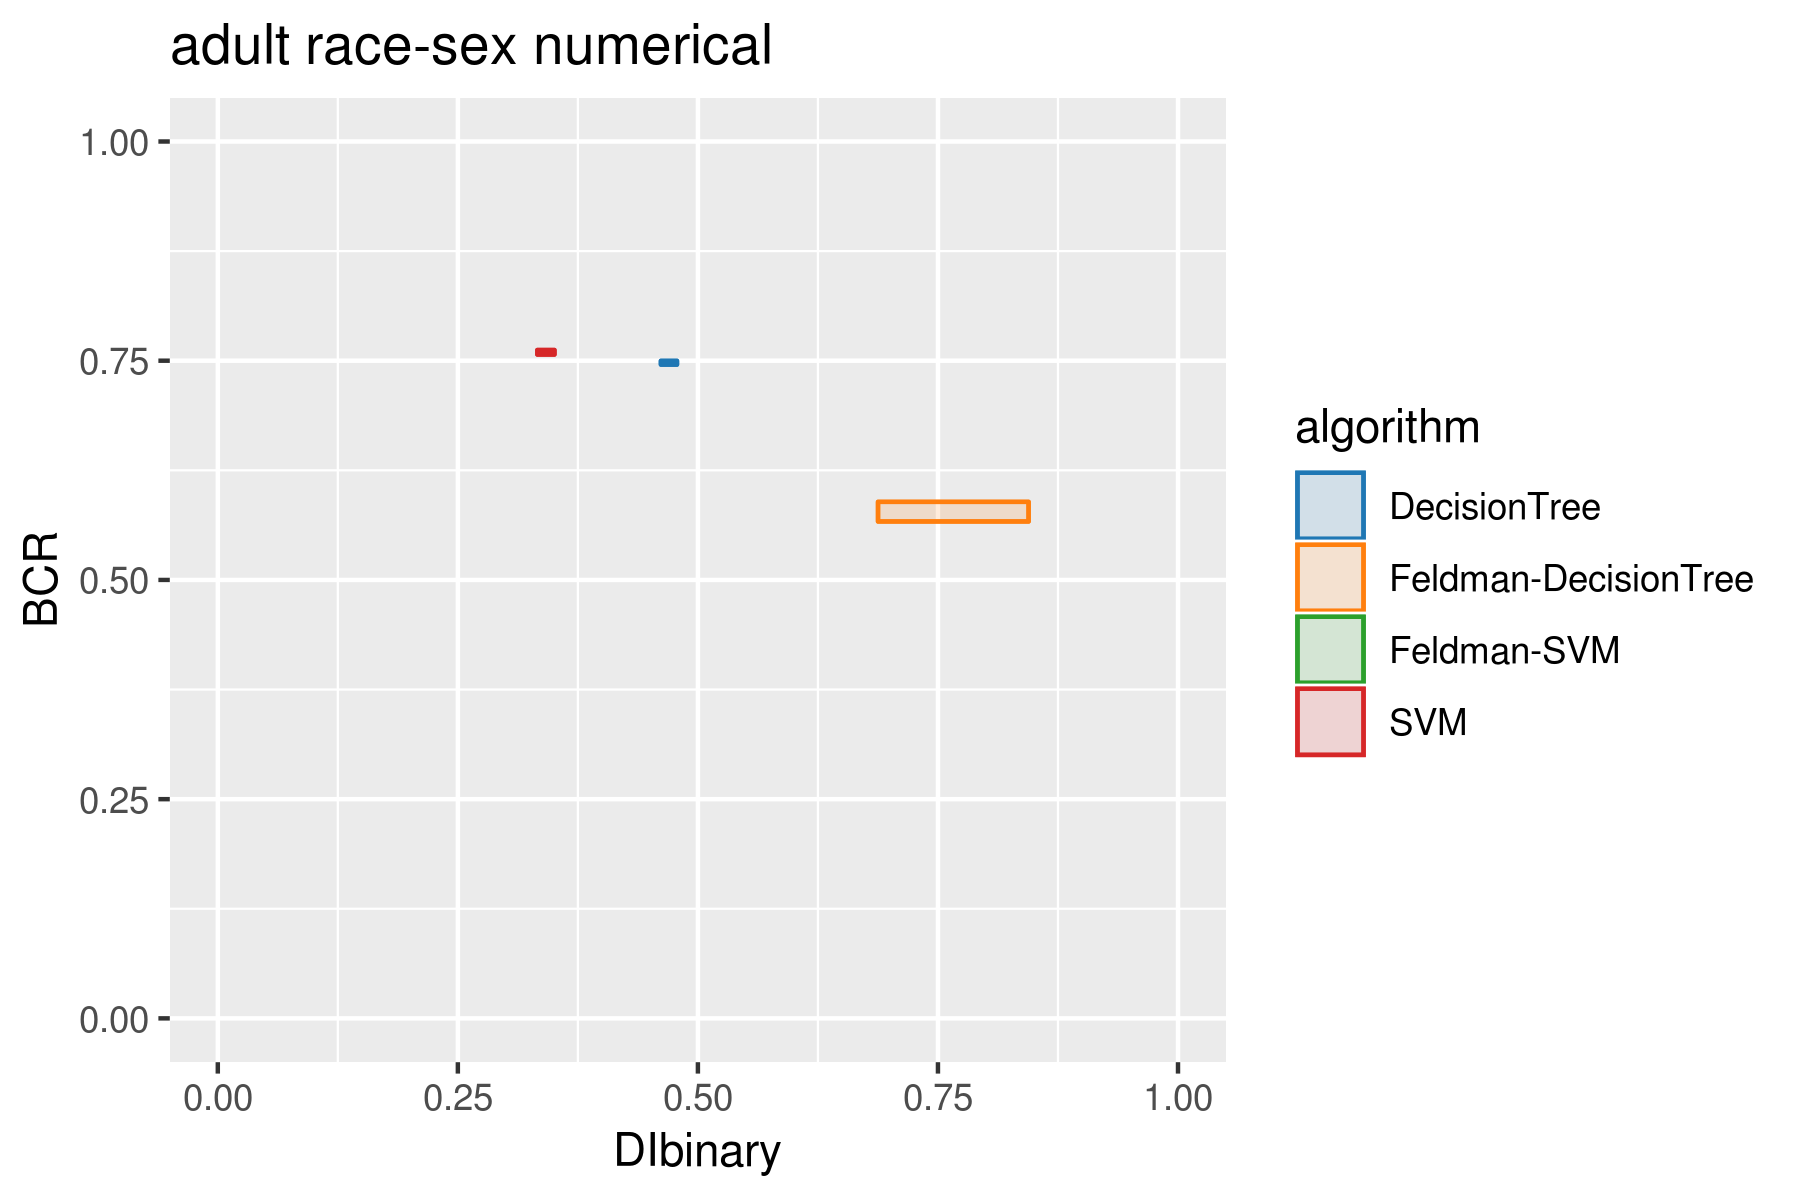 adult race-sex numerical
1.00
0.75
0.50
0.25
0.00
BCR
0.00 0.25 0.50 0.75 1.00
DIbinary
algorithm
DecisionTree
Feldman-DecisionTree
Feldman-SVM
SVM